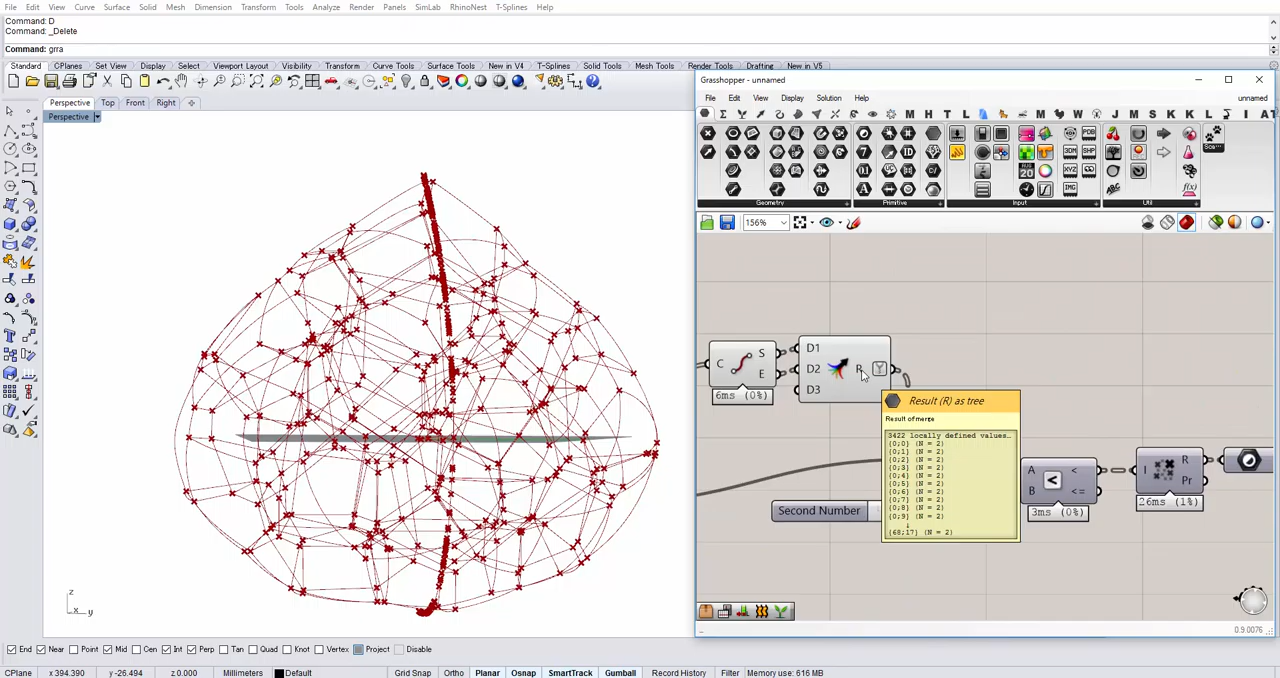 File Edit View Curve Surface Solid Mesh Dimension Transform Tools Analyze Render Panels SimLab RhinoNest T-Splines Help
Command: D
Command: _Delete
Command: grra
Standard CPlanes Set View Display Select Viewport Layout Visibility Transform Curve Tools Surface Tools Solid Tools Mesh Tools Render Tools Drafting New in V5
New in V4 T-Splines
Perspective Top Front Right
Perspective
Grasshopper - unnamed
File Edit View Display Solution Help unnamed
M H T L M J M S K K L I AT
Geometry Primitive Input Util
156%
C S E
6ms (0%)
D1
D2 R
D3
Result (R) as tree
Result of merge
3422 locally defined values…
{0;0} (N = 2)
{0;1} (N = 2)
{0;2} (N = 2)
{0;3} (N = 2)
{0;4} (N = 2)
{0;5} (N = 2)
{0;6} (N = 2)
{0;7} (N = 2)
{0;8} (N = 2)
{0;9} (N = 2)
{68;17} (N = 2)
A <
B <=
3ms (0%)
I R
Pr
26ms (1%)
Second Number
0.9.0076
z
x y
End Near Point Mid Cen Int Perp Tan Quad Knot Vertex Project Disable
CPlane x 394.390 y -26.494 z 0.000 Millimeters Default Grid Snap Ortho Planar Osnap SmartTrack Gumball Record History Filter Memory use: 616 MB